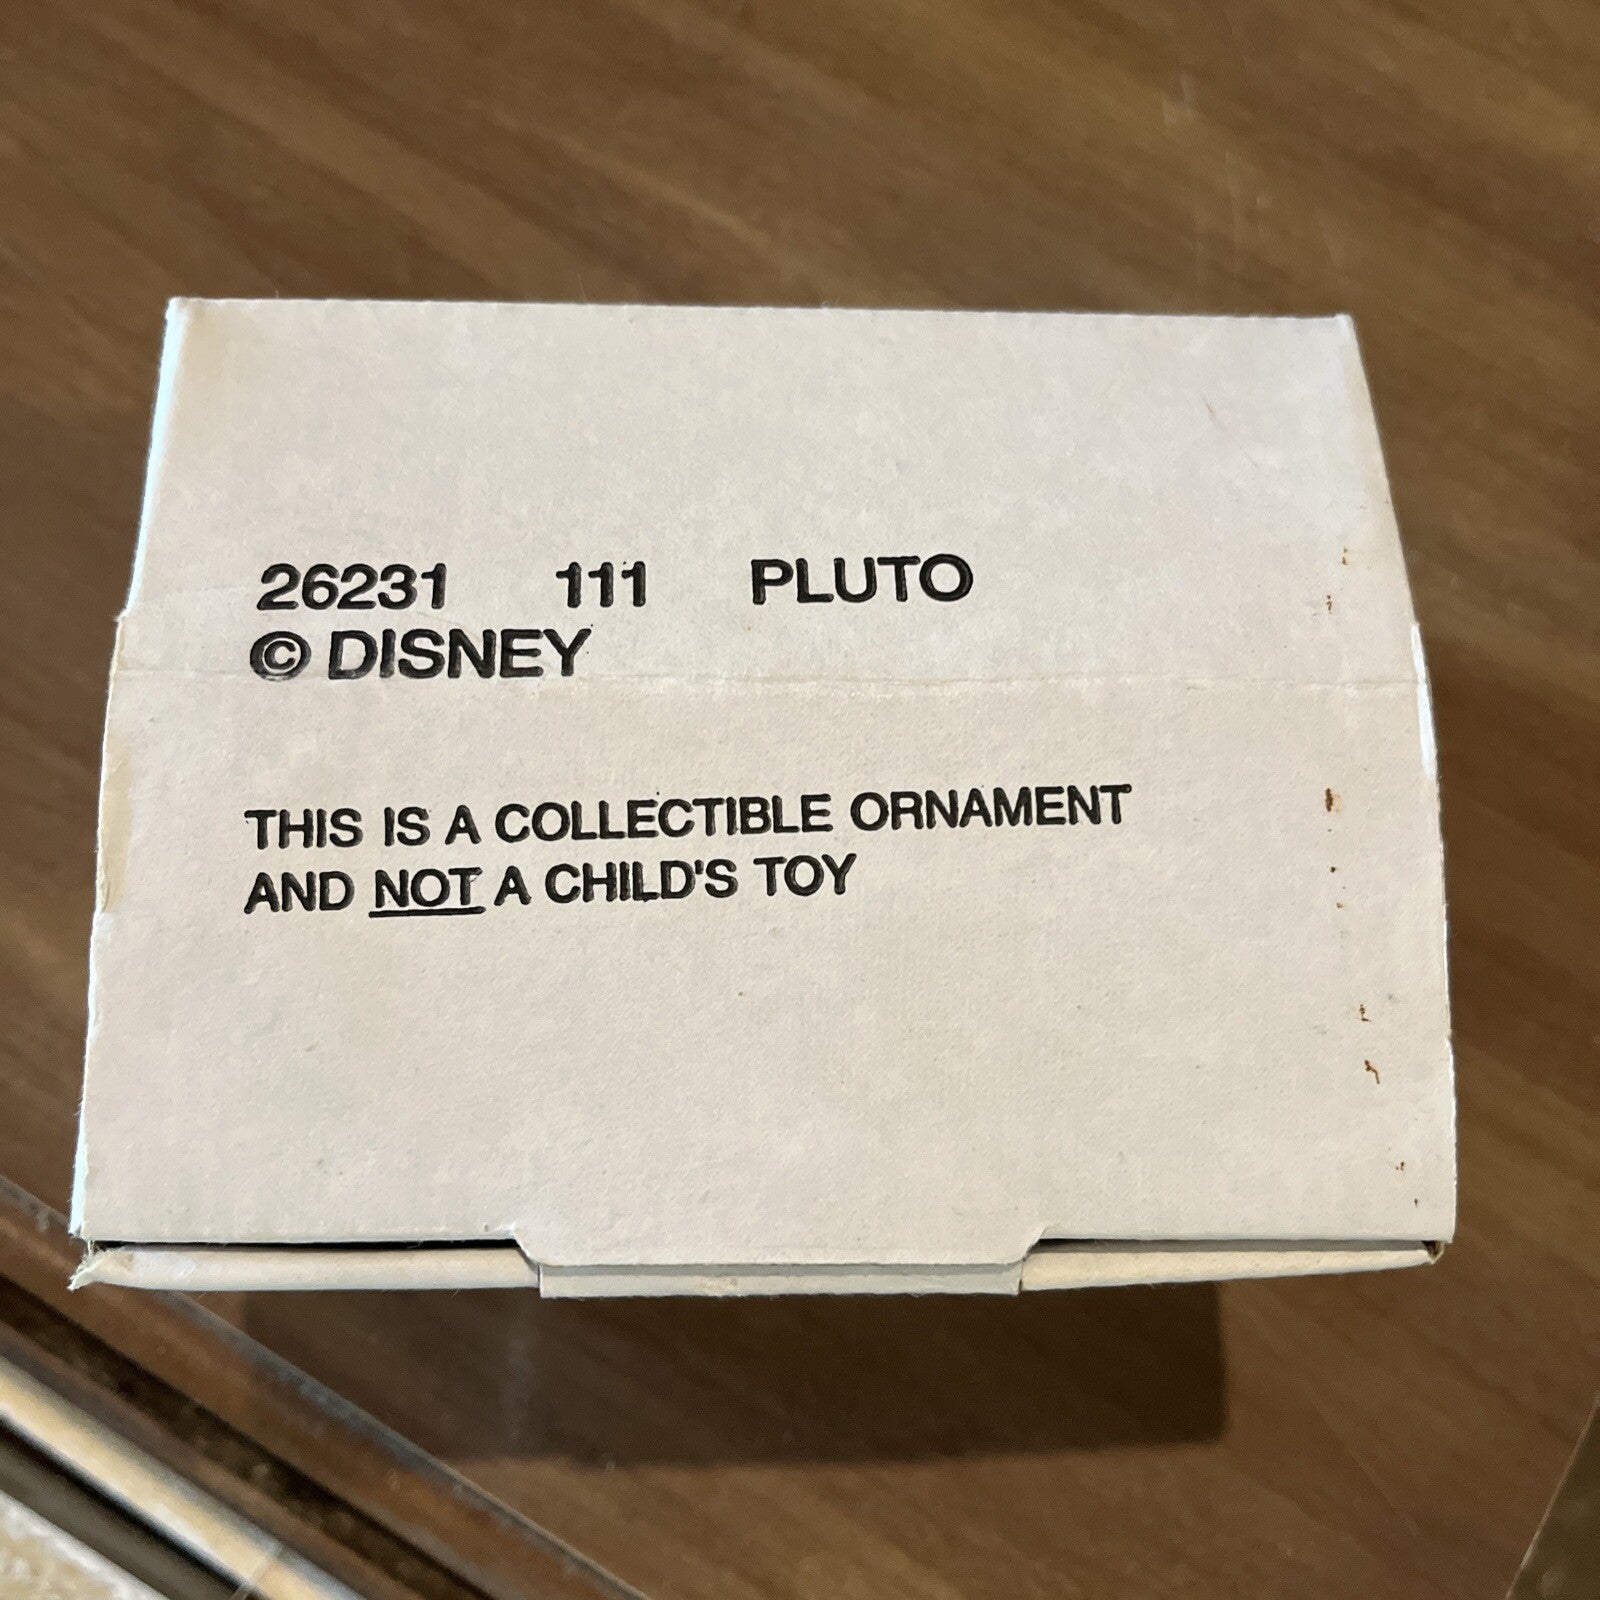 26231 111 PLUTO
© DISNEY
THIS IS A COLLECTIBLE ORNAMENT
AND NOT A CHILD'S TOY